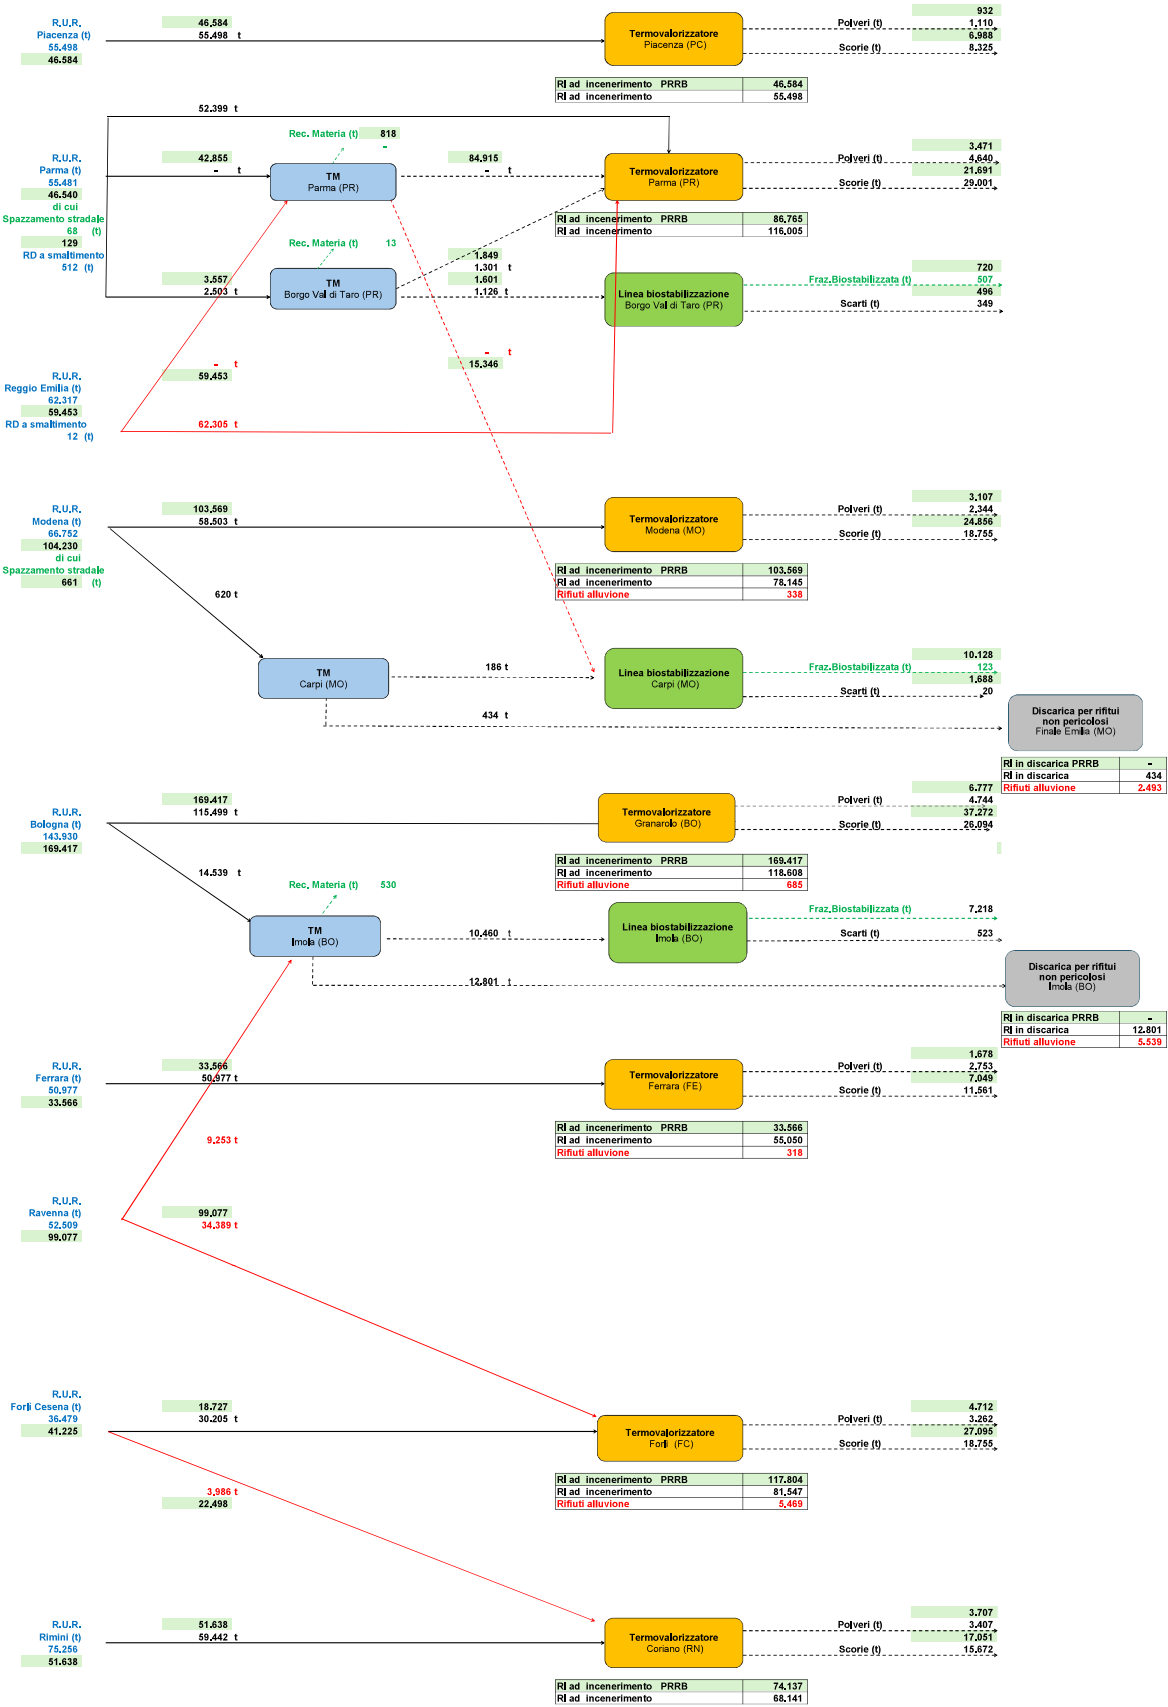 932
R.U.R. 46.584 Polveri (t) 1.110
Piacenza (t) 55.498 t Termovalorizzatore 6.988
55.498 Piacenza (PC) Scorie (t) 8.325
46.584
RI ad incenerimento PRRB 46.584
RI ad incenerimento 55.498
52.399 t
Rec. Materia (t) 818
-
R.U.R. 42.855 84.915 3.471
Parma (t) - t - t Polveri (t) 4.640
55.481 TM Termovalorizzatore 21.691
46.540 Parma (PR) Parma (PR) Scorie (t) 29.001
di cui
Spazzamento stradale
68 (t)
RI ad incenerimento PRRB 86.765
RI ad incenerimento 116.005
129
RD a smaltimento
512 (t)
Rec. Materia (t) 13
1.849
1.301 t
3.557 1.601 720
2.503 t 1.126 t Fraz.Biostabilizzata (t) 507
TM Linea biostabilizzazione 496
Borgo Val di Taro (PR) Borgo Val di Taro (PR) Scarti (t) 349
- t - t
R.U.R. 59.453 15.346
Reggio Emilia (t)
62.317
59.453
RD a smaltimento 62.305 t
12 (t)
R.U.R. 103.569 3.107
Modena (t) 58.503 t Termovalorizzatore Polveri (t) 2.344
66.752 Modena (MO) 24.856
104.230 Scorie (t) 18.755
di cui
Spazzamento stradale
661 (t)
RI ad incenerimento PRRB 103.569
RI ad incenerimento 78.145
Rifiuti alluvione 338
620 t
10.128
TM 186 t Linea biostabilizzazione Fraz.Biostabilizzata (t) 123
Carpi (MO) Carpi (MO) 1.688
Scarti (t) 20
434 t
Discarica per rifitui
non pericolosi
Finale Emilia (MO)
RI in discarica PRRB -
RI in discarica 434
Rifiuti alluvione 2.493
169.417 6.777
R.U.R. 115.499 t Termovalorizzatore Polveri (t) 4.744
Bologna (t) Granarolo (BO) 37.272
143.930 Scorie (t) 26.094
169.417
RI ad incenerimento PRRB 169.417
RI ad incenerimento 118.608
Rifiuti alluvione 685
14.539 t
Rec. Materia (t) 530
TM 10.460 t Linea biostabilizzazione Fraz.Biostabilizzata (t) 7.218
Imola (BO) Imola (BO) Scarti (t) 523
12.801 t
Discarica per rifitui
non pericolosi
Imola (BO)
RI in discarica PRRB -
RI in discarica 12.801
Rifiuti alluvione 5.539
R.U.R. 33.566 1.678
Ferrara (t) 50.977 t Termovalorizzatore Polveri (t) 2.753
50.977 Ferrara (FE) 7.049
33.566 Scorie (t) 11.561
RI ad incenerimento PRRB 33.566
RI ad incenerimento 55.050
Rifiuti alluvione 318
9.253 t
R.U.R.
Ravenna (t) 99.077
52.509 34.389 t
99.077
R.U.R.
Forlì Cesena (t) 18.727 4.712
36.479 30.205 t Polveri (t) 3.262
41.225 Termovalorizzatore 27.095
Forlì (FC) Scorie (t) 18.755
RI ad incenerimento PRRB 117.804
RI ad incenerimento 81.547
Rifiuti alluvione 5.469
3.986 t
22.498
3.707
R.U.R. 51.638 Polveri (t) 3.407
Rimini (t) 59.442 t Termovalorizzatore 17.051
75.256 Coriano (RN) Scorie (t) 15.672
51.638
RI ad incenerimento PRRB 74.137
RI ad incenerimento 68.141